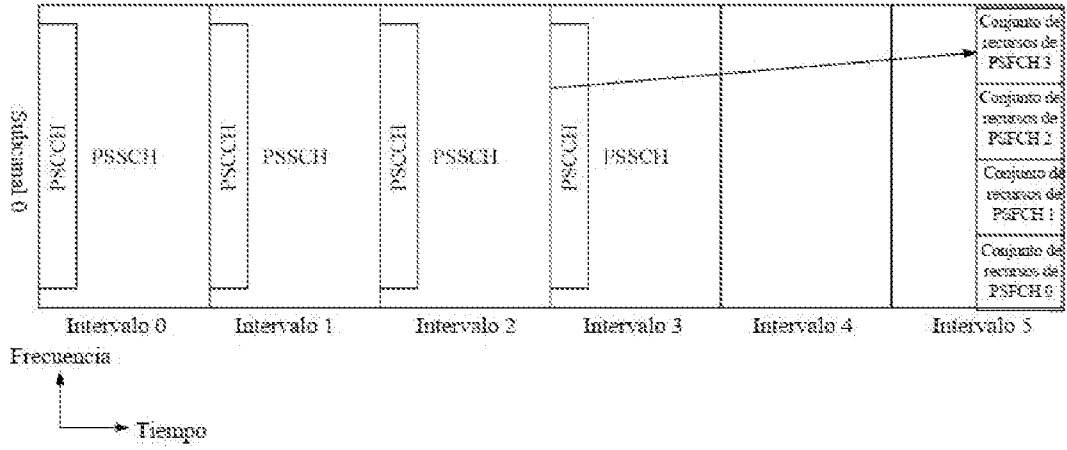 Subcanal 0
PSCCH
PSSCH
PSCCH
PSSCH
PSCCH
PSSCH
PSCCH
PSSCH
Conjunto de
recursos de
PSFCH 3
Conjunto de
recursos de
PSFCH 2
Conjunto de
recursos de
PSFCH 1
Conjunto de
recursos de
PSFCH 0
Intervalo 0
Intervalo 1
Intervalo 2
Intervalo 3
Intervalo 4
Intervalo 5
Frecuencia
Tiempo